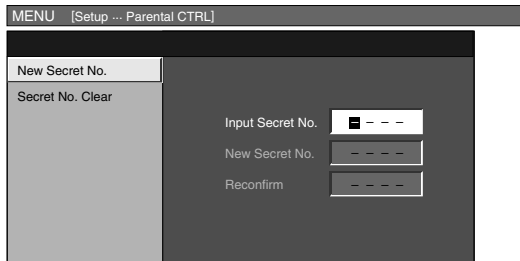 MENU [Setup ··· Parental CTRL]
New Secret No.
Secret No. Clear
Input Secret No. – – – –
New Secret No. – – – –
Reconfirm – – – –